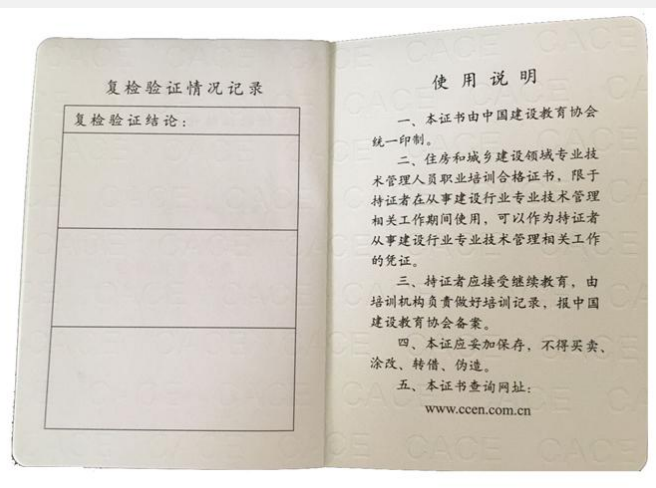 复检验证情况记录
复检验证结论：
使用说明
一、本证书由中国建设教育协会
统一印制。
二、住房和城乡建设领域专业技
术管理人员职业培训合格证书，限于
持证者在从事建设行业专业技术管理
相关工作期间使用，可以作为持证者
从事建设行业专业技术管理相关工作
的凭证。
三、持证者应接受继续教育，由
培训机构负责做好培训记录，报中国
建设教育协会备案。
四、本证应妥加保存，不得买卖、
涂改、转借、伪造。
五、本证书查询网址：
www.ccen.com.cn